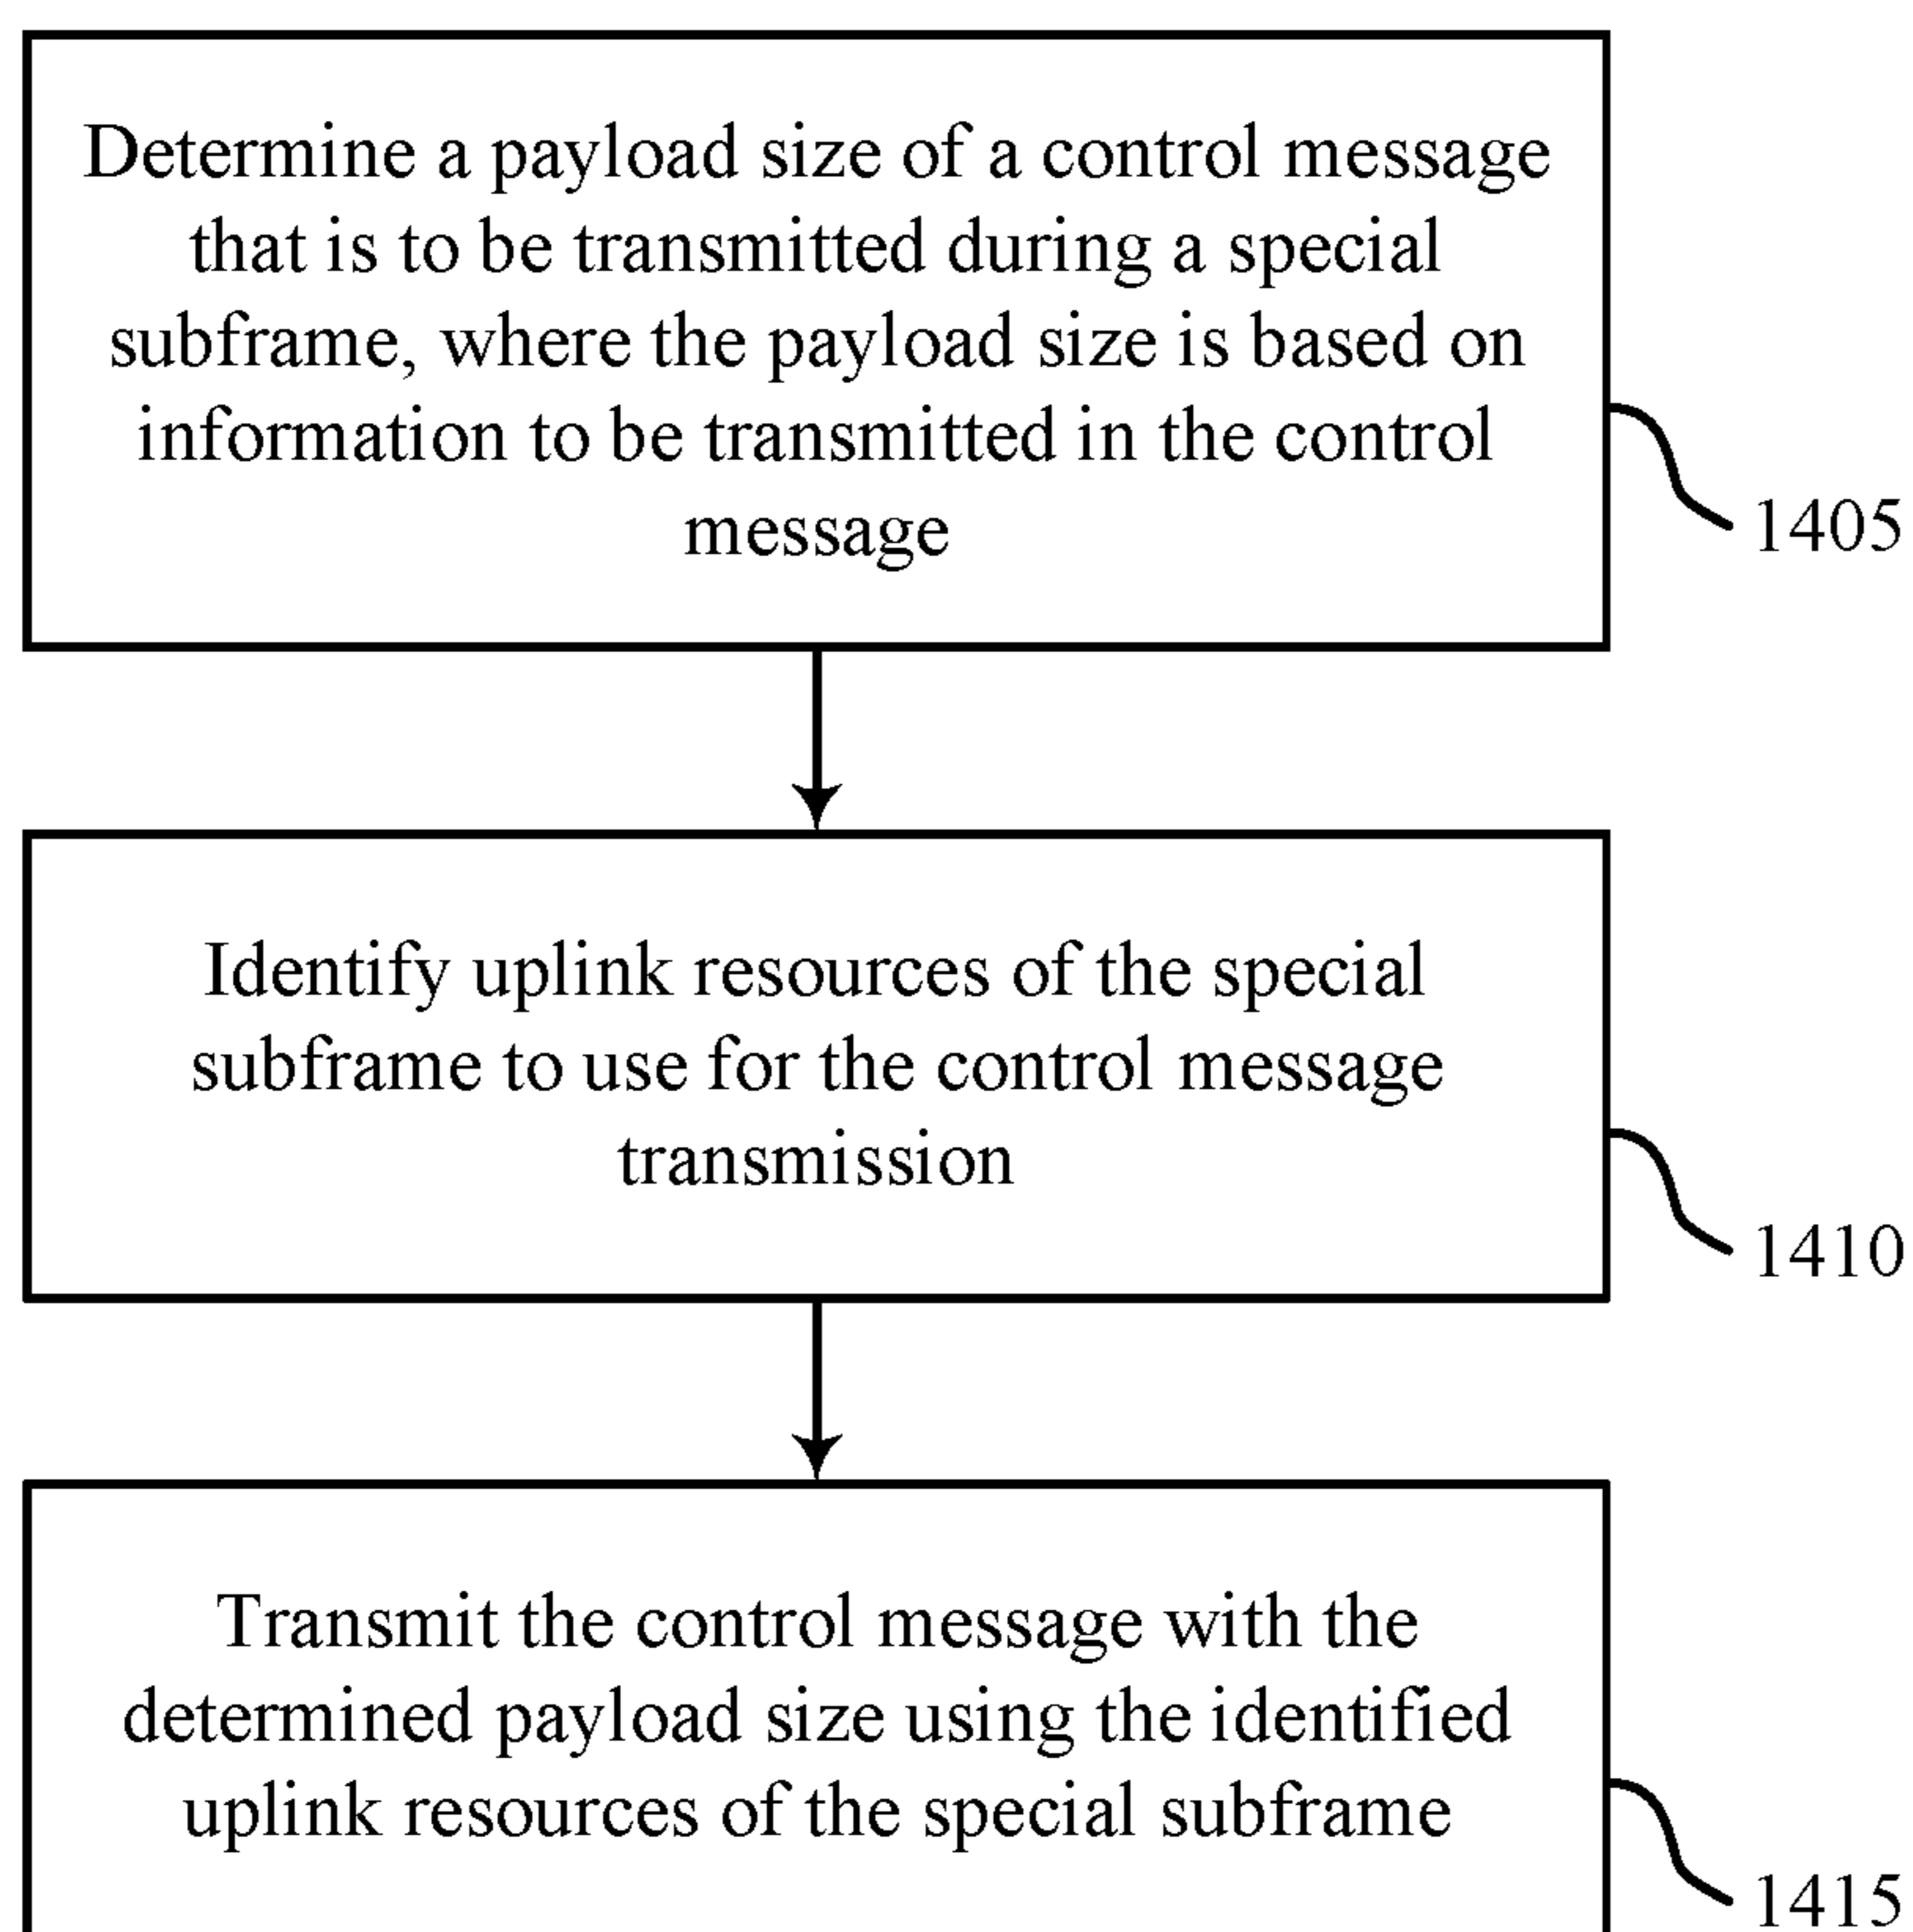 Determine a payload size of a control message
that is to be transmitted during a special
subframe, where the payload size is based on
information to be transmitted in the control
message
1405
Identify uplink resources of the special
subframe to use for the control message
transmission
1410
Transmit the control message with the
determined payload size using the identified
uplink resources of the special subframe
1415